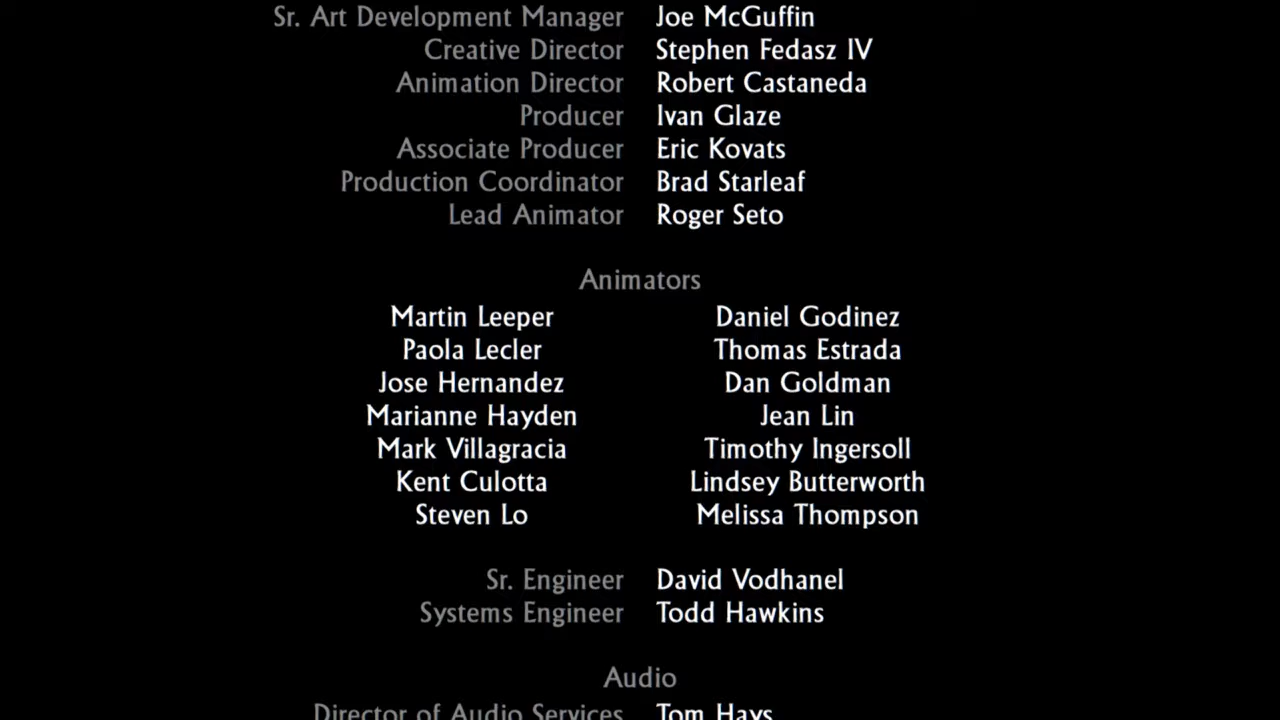 Sr. Art Development Manager Joe McGuffin
Creative Director Stephen Fedasz IV
Animation Director Robert Castaneda
Producer Ivan Glaze
Associate Producer Eric Kovats
Production Coordinator Brad Starleaf
Lead Animator Roger Seto
Animators
Martin Leeper Daniel Godinez
Paola Lecler Thomas Estrada
Jose Hernandez Dan Goldman
Marianne Hayden Jean Lin
Mark Villagracia Timothy Ingersoll
Kent Culotta Lindsey Butterworth
Steven Lo Melissa Thompson
Sr. Engineer David Vodhanel
Systems Engineer Todd Hawkins
Audio
Director of Audio Services Tom Hays